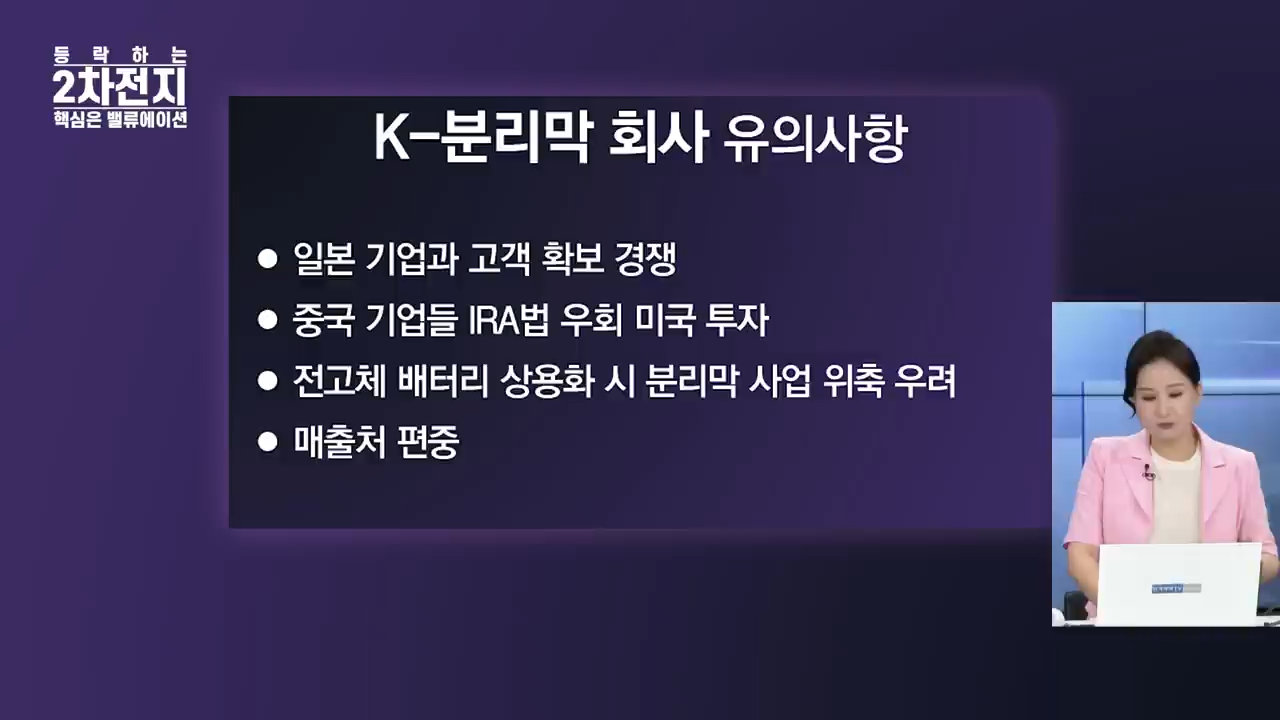 등락하는
2차전지
핵심은 밸류에이션
K-분리막 회사 유의사항
● 일본 기업과 고객 확보 경쟁
● 중국 기업들 IRA법 우회 미국 투자
● 전고체 배터리 상용화 시 분리막 사업 위축 우려
● 매출처 편중